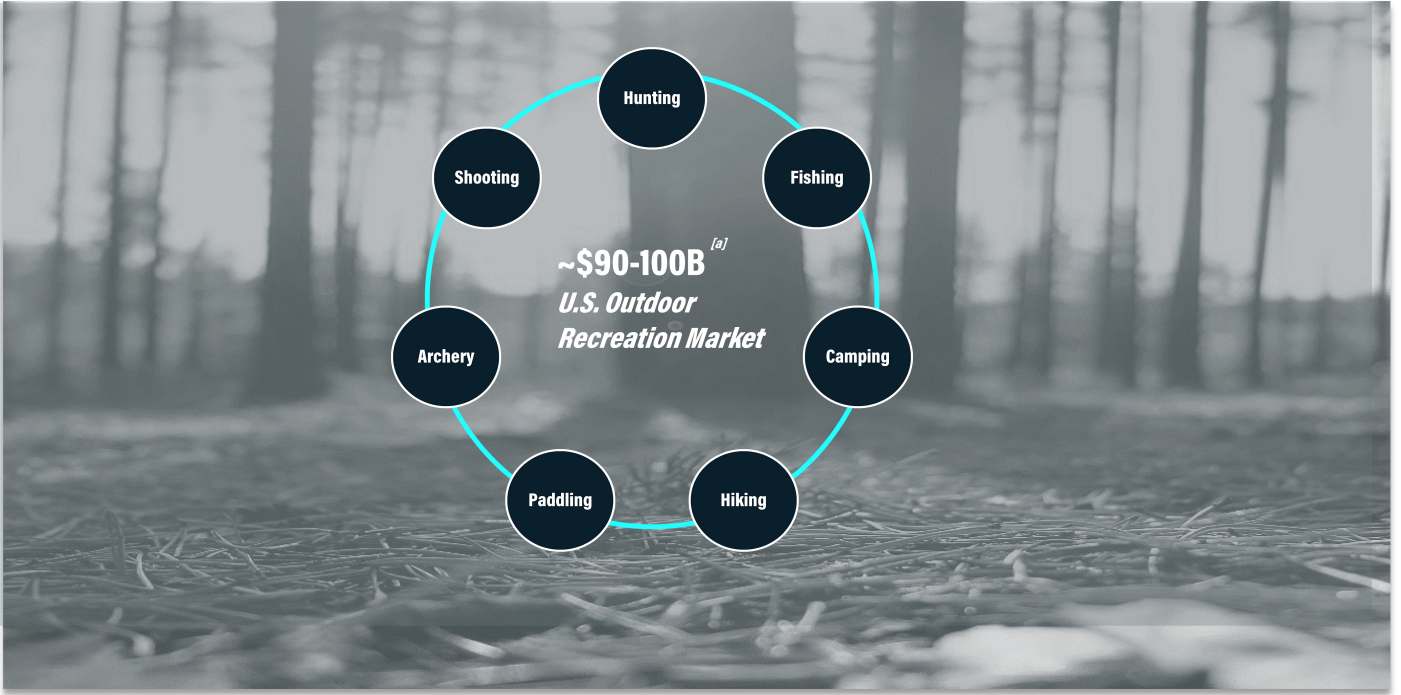 Hunting
Shooting
Fishing
~$90-100B [a]
U.S. Outdoor
Recreation Market
Archery
Camping
Paddling
Hiking